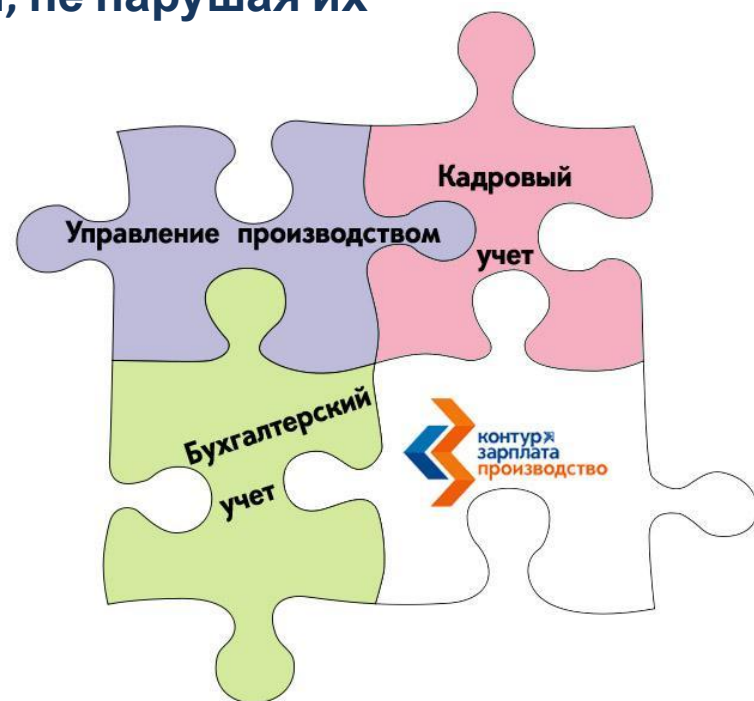 не нарушая их
Кадровый
учет
Управление производством
Бухгалтерский
учет
контур
зарплата
производство